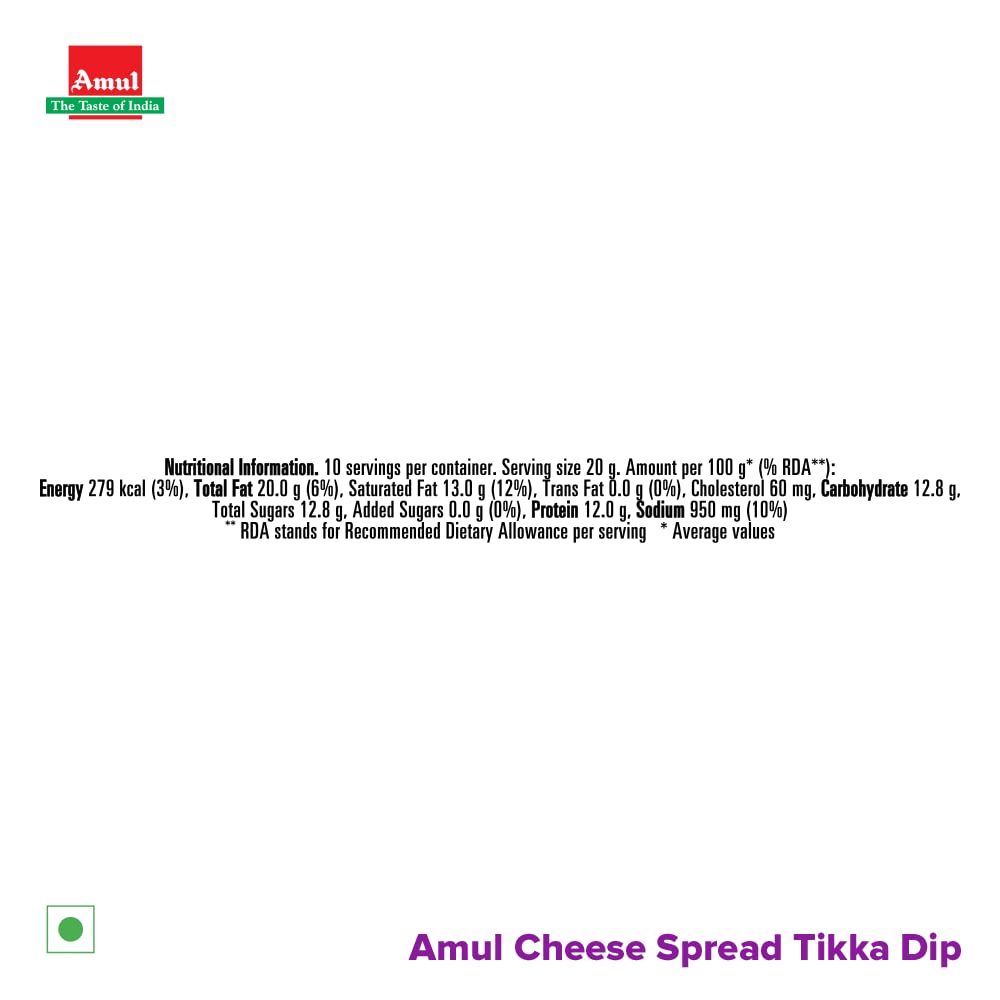 Amul
The Taste of India
Nutritional Information. 10 servings per container. Serving size 20 g. Amount per 100 g* (% RDA**):
Energy 279 kcal (3%), Total Fat 20.0 g (6%), Saturated Fat 13.0 g (12%), Trans Fat 0.0 g (0%), Cholesterol 60 mg, Carbohydrate 12.8 g,
Total Sugars 12.8 g, Added Sugars 0.0 g (0%), Protein 12.0 g, Sodium 950 mg (10%)
** RDA stands for Recommended Dietary Allowance per serving * Average values
Amul Cheese Spread Tikka Dip